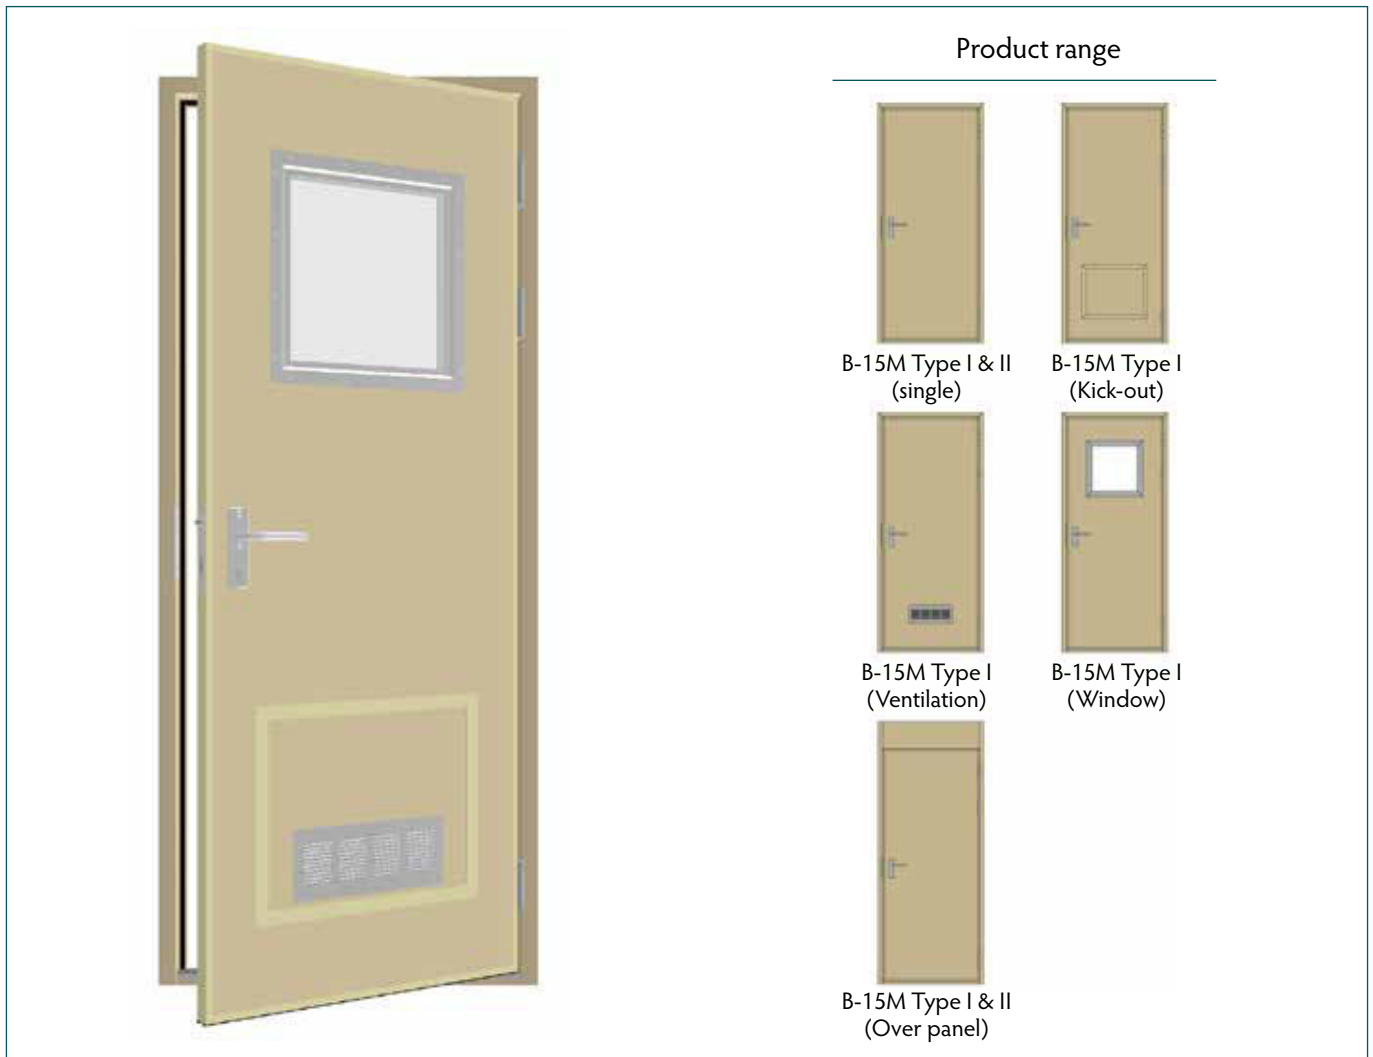 Product range
B-15M Type I & II
(single)
B-15M Type I
(Kick-out)
B-15M Type I
(Ventilation)
B-15M Type I
(Window)
B-15M Type I & II
(Over panel)